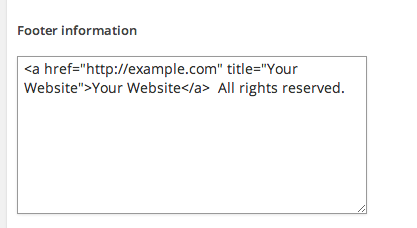 Footer information
<a href="http://example.com" title="Your
Website">Your Website</a>  All rights reserved.